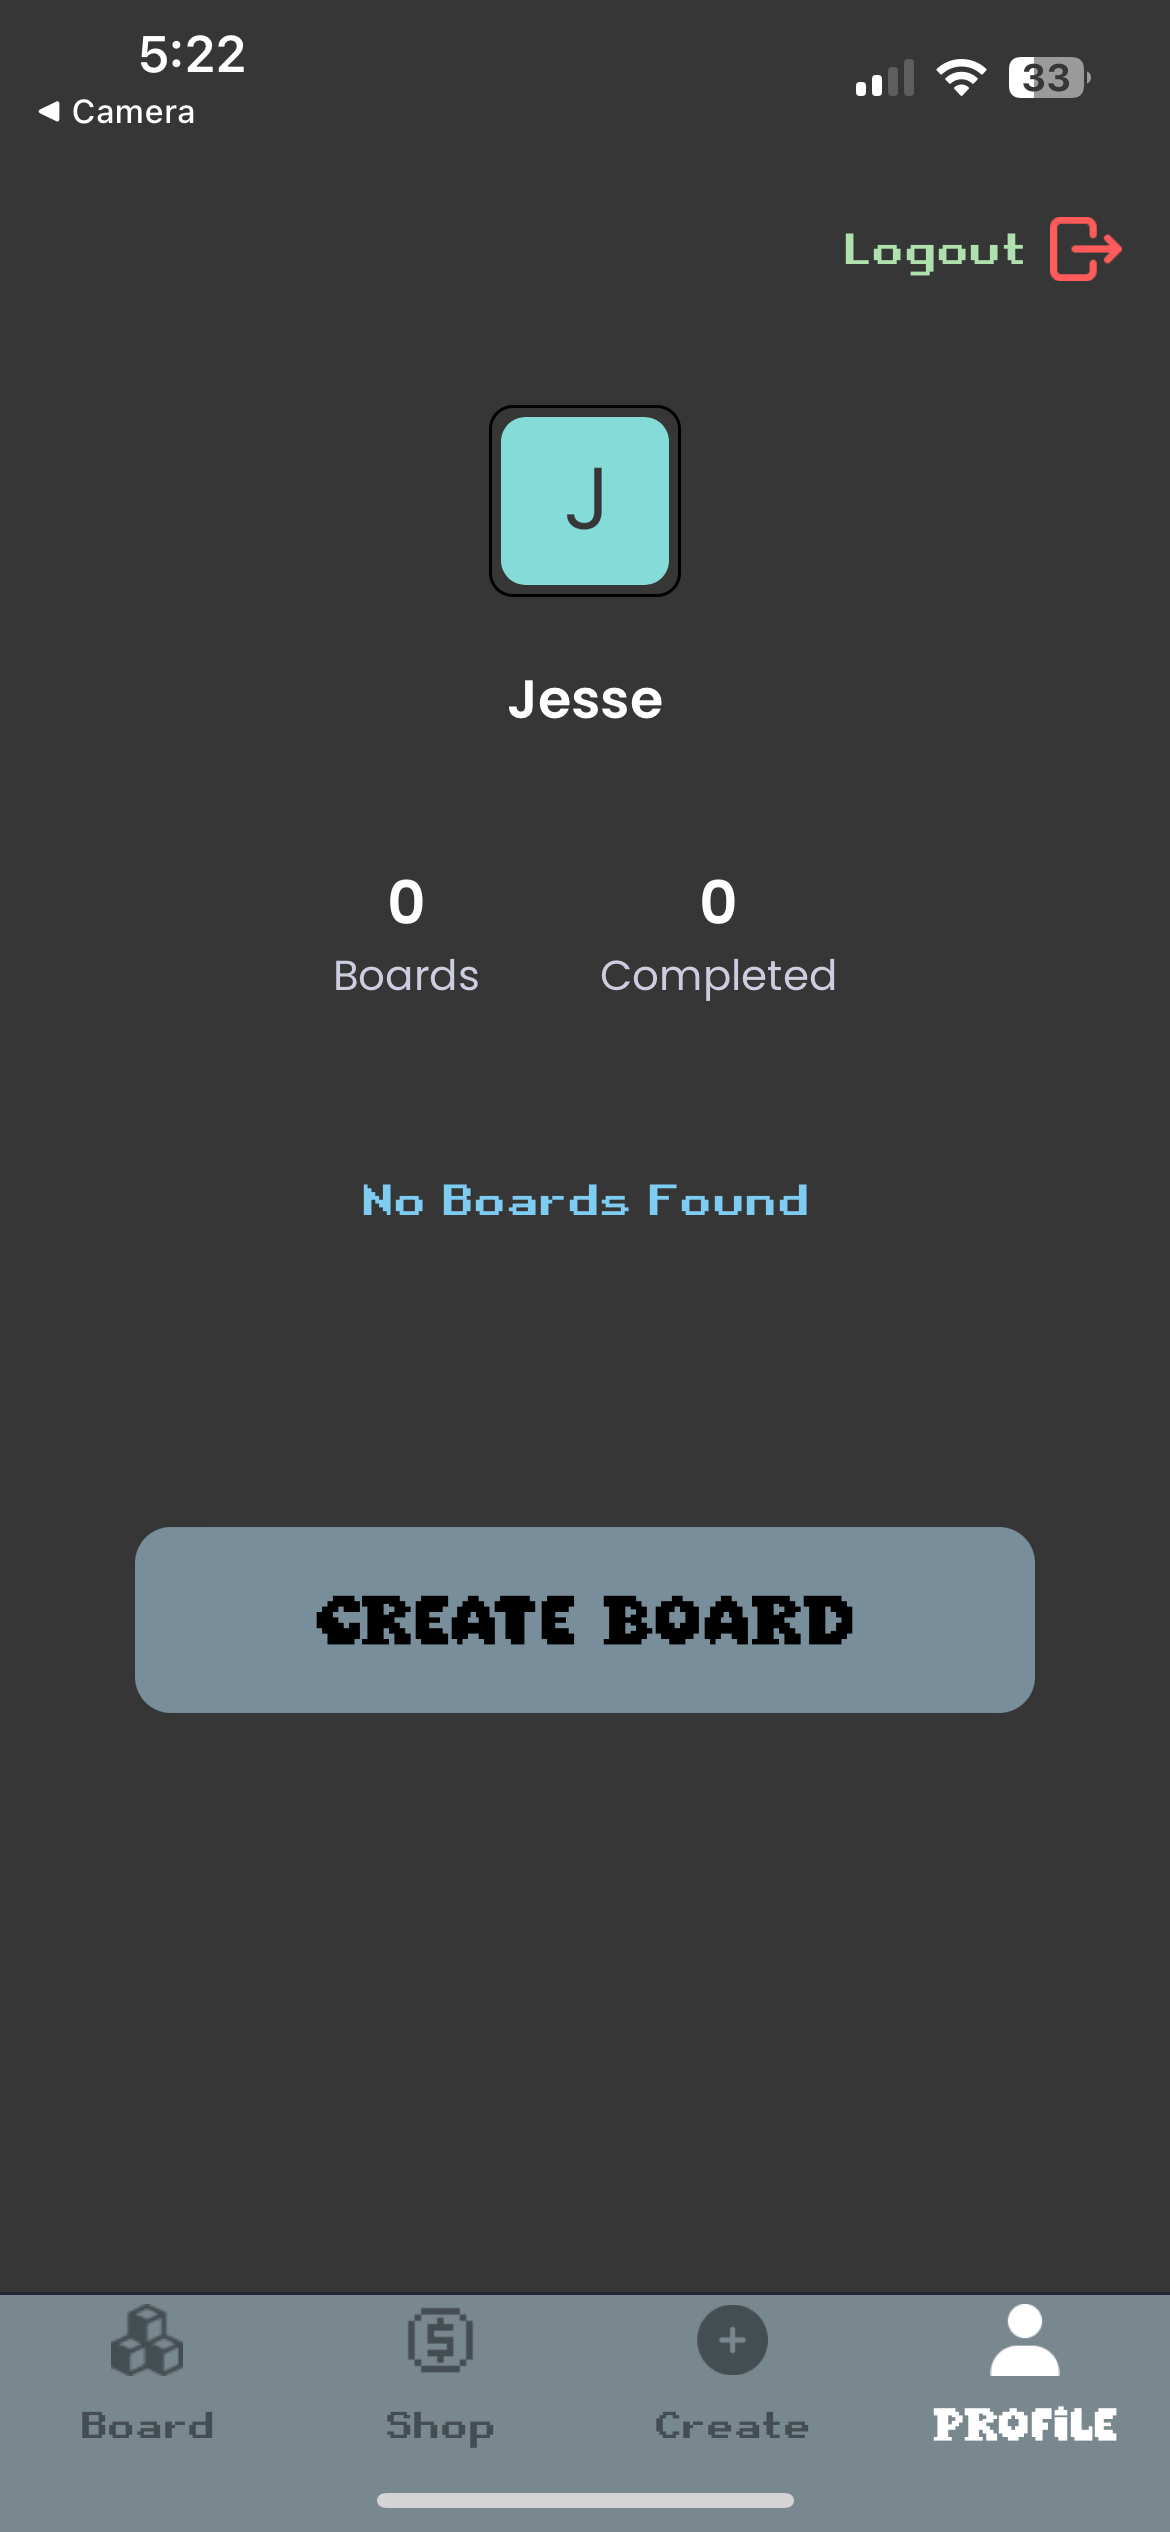 5:22
◀ Camera
33
Logout
J
Jesse
0 0
Boards Completed
No Boards Found
CREATE BOARD
Board Shop Create PROFiLE